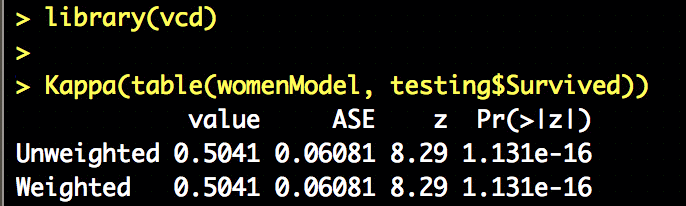 > library(vcd)
>
> Kappa(table(womenModel, testing$Survived))
value ASE z Pr(>|z|)
Unweighted 0.5041 0.06081 8.29 1.131e-16
Weighted 0.5041 0.06081 8.29 1.131e-16